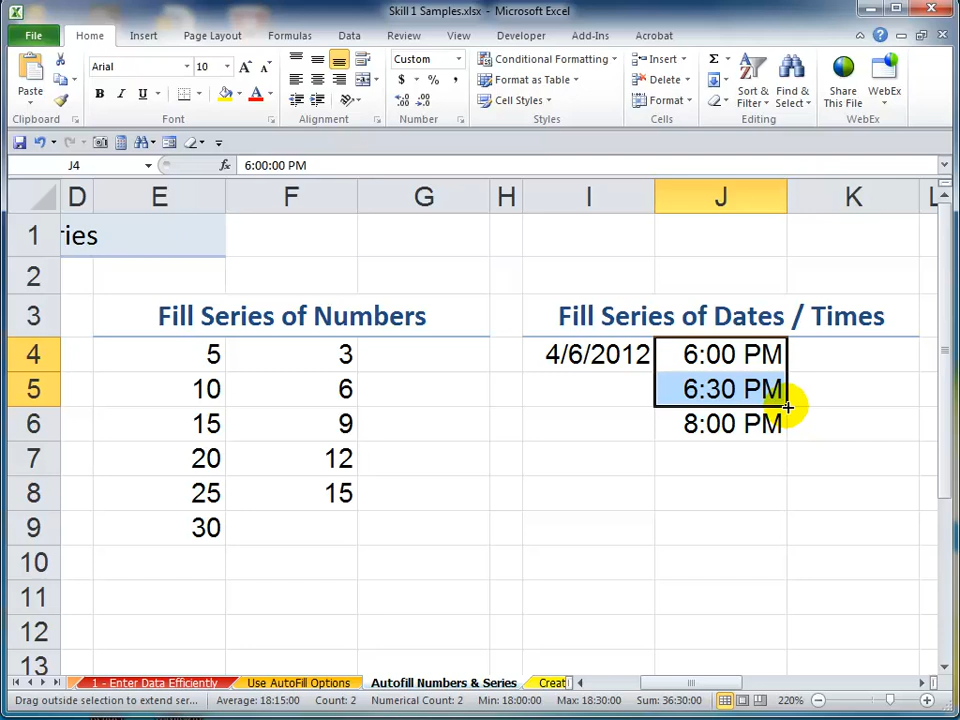 Skill 1 Samples.xlsx - Microsoft Excel
File Home Insert Page Layout Formulas Data Review View Developer Add-Ins Acrobat
Paste Arial 10 Custom Conditional Formatting Insert Σ
B I U $ % , Format as Table Delete Sort & Find & Share WebEx
Cell Styles Format Filter Select This File
Clipboard Font Alignment Number Styles Cells Editing WebEx
J4 fx 6:00:00 PM
D E F G H I J K L
1 ries
2
3 Fill Series of Numbers Fill Series of Dates / Times
4 5 3 4/6/2012 6:00 PM
5 10 6 6:30 PM
6 15 9 8:00 PM
7 20 12
8 25 15
9 30
10
11
12
13
1 - Enter Data Efficiently Use AutoFill Options Autofill Numbers & Series Creat
Drag outside selection to extend ser... Average: 18:15:00 Count: 2 Numerical Count: 2 Min: 18:00:00 Max: 18:30:00 Sum: 36:30:00 220%